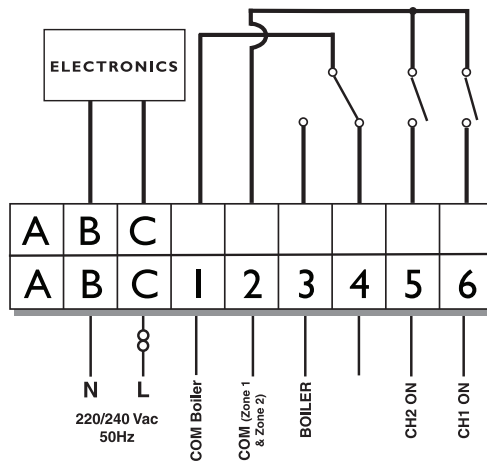 ELECTRONICS
A B C
A B C 1 2 3 4 5 6
N L
220/240 Vac
50Hz
COM Boiler
COM (Zone 1
& Zone 2)
BOILER
CH2 ON
CH1 ON